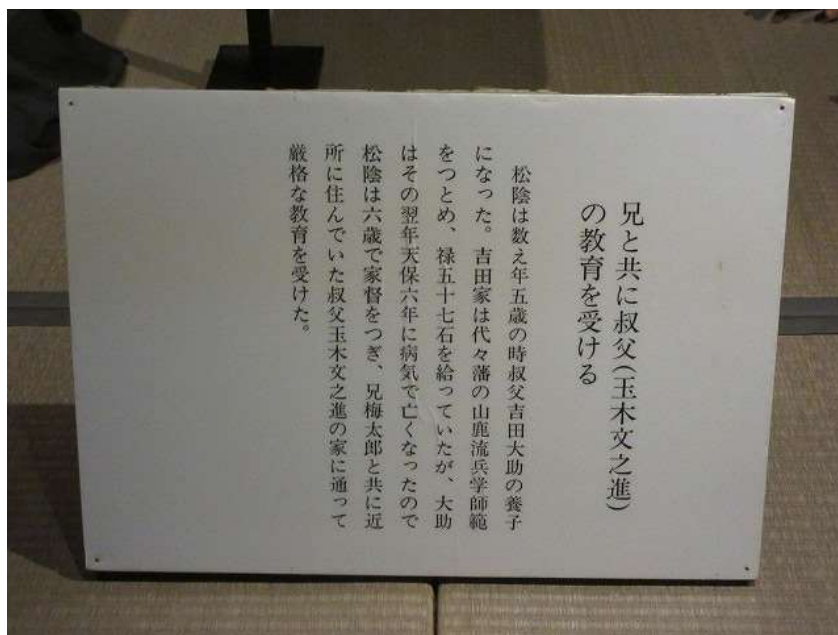 兄と共に叔父(玉木文之進)
の教育を受ける
松陰は数え年五歳の時叔父吉田大助の養子
になった。吉田家は代々藩の山鹿流兵学師範
をつとめ、禄五十七石を給っていたが、大助
はその翌年天保六年に病気で亡くなったので
松陰は六歳で家督をつぎ、兄梅太郎と共に近
所に住んでいた叔父玉木文之進の家に通って
厳格な教育を受けた。